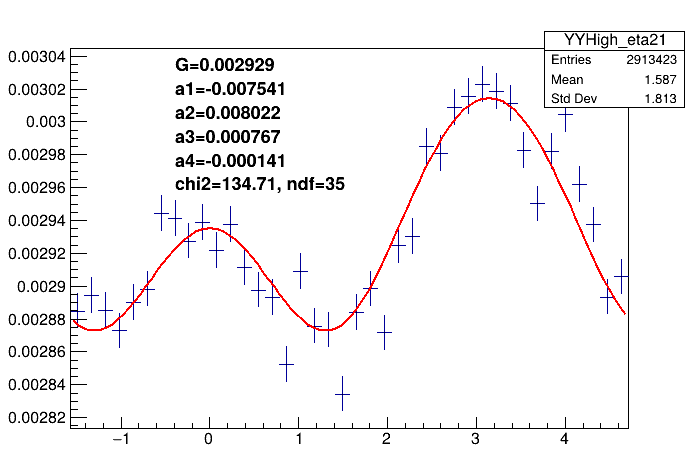 YYHigh_eta21
Entries 2913423
Mean 1.587
Std Dev 1.813
G=0.002929
a1=-0.007541
a2=0.008022
a3=0.000767
a4=-0.000141
chi2=134.71, ndf=35
0.00304
0.00302
0.003
0.00298
0.00296
0.00294
0.00292
0.0029
0.00288
0.00286
0.00284
0.00282
−1 0 1 2 3 4